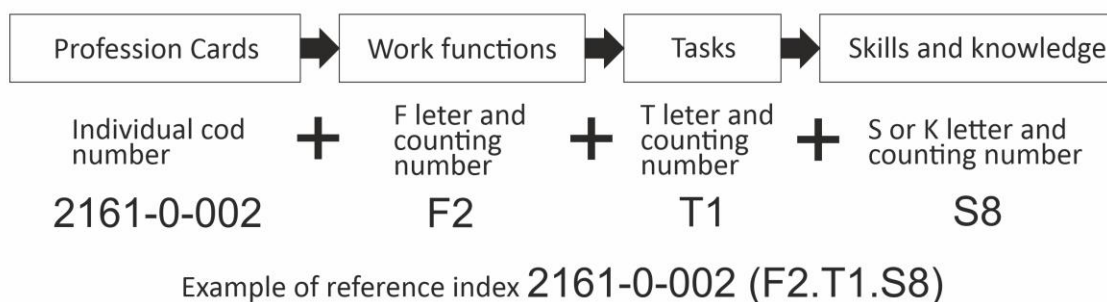 Profession Cards
Work functions
Tasks
Skills and knowledge
Individual cod
number
+
F leter and
counting
number
+
T leter and
counting
number
+
S or K letter and
counting number
2161-0-002
F2
T1
S8
Example of reference index 2161-0-002 (F2.T1.S8)